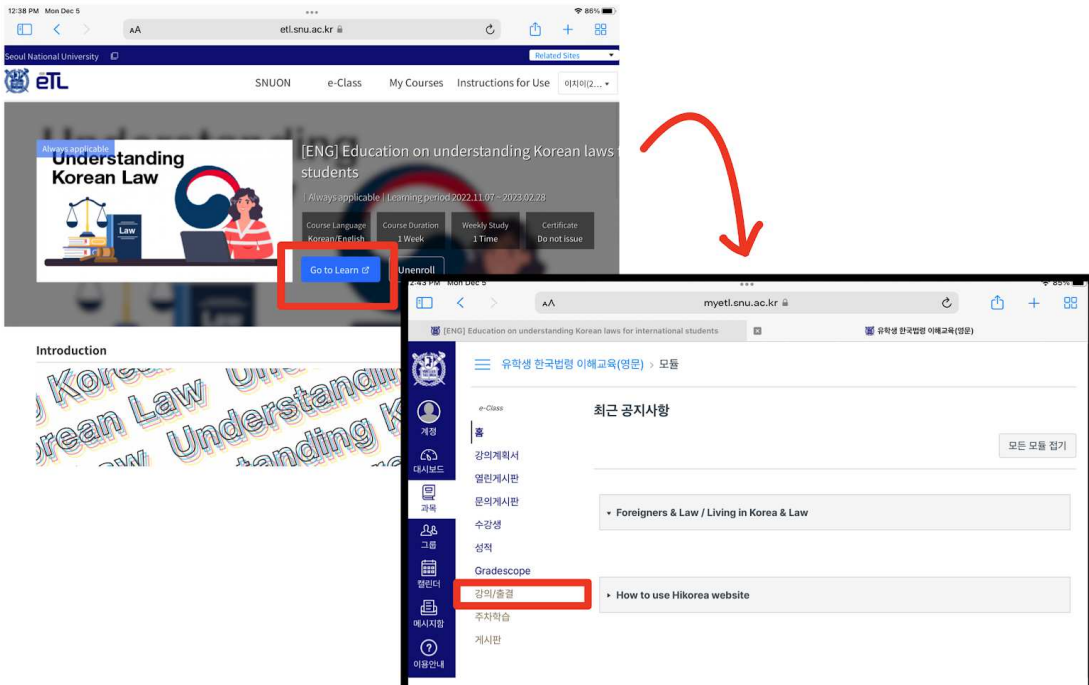 12:38 PM Mon Dec 5
86%
AA
etl.snu.ac.kr
Seoul National University
Related Sites
eTL
SNUON e-Class My Courses Instructions for Use 이지이(2...
Always applicable
Understanding
Korean Law
Law
[ENG] Education on understanding Korean laws
students
| Always applicable | Learning period 2022.11.07 ~ 2023.02.28
Course Language
Korean/English
Course Duration
1 Week
Weekly Study
1 Time
Certificate
Do not issue
Go to Learn
Unenroll
Introduction
Korean Law Understanding
2:43 PM Mon Dec 5
85%
AA
myetl.snu.ac.kr
[ENG] Education on understanding Korean laws for international students
유학생 한국법령 이해교육(영문)
유학생 한국법령 이해교육(영문) > 모듈
계정
대시보드
과목
그룹
캘린더
메시지함
이용안내
e-Class
홈
강의계획서
열린게시판
문의게시판
수강생
성적
Gradescope
강의/출결
주차학습
게시판
최근 공지사항
모든 모듈 접기
Foreigners & Law / Living in Korea & Law
How to use Hikorea website